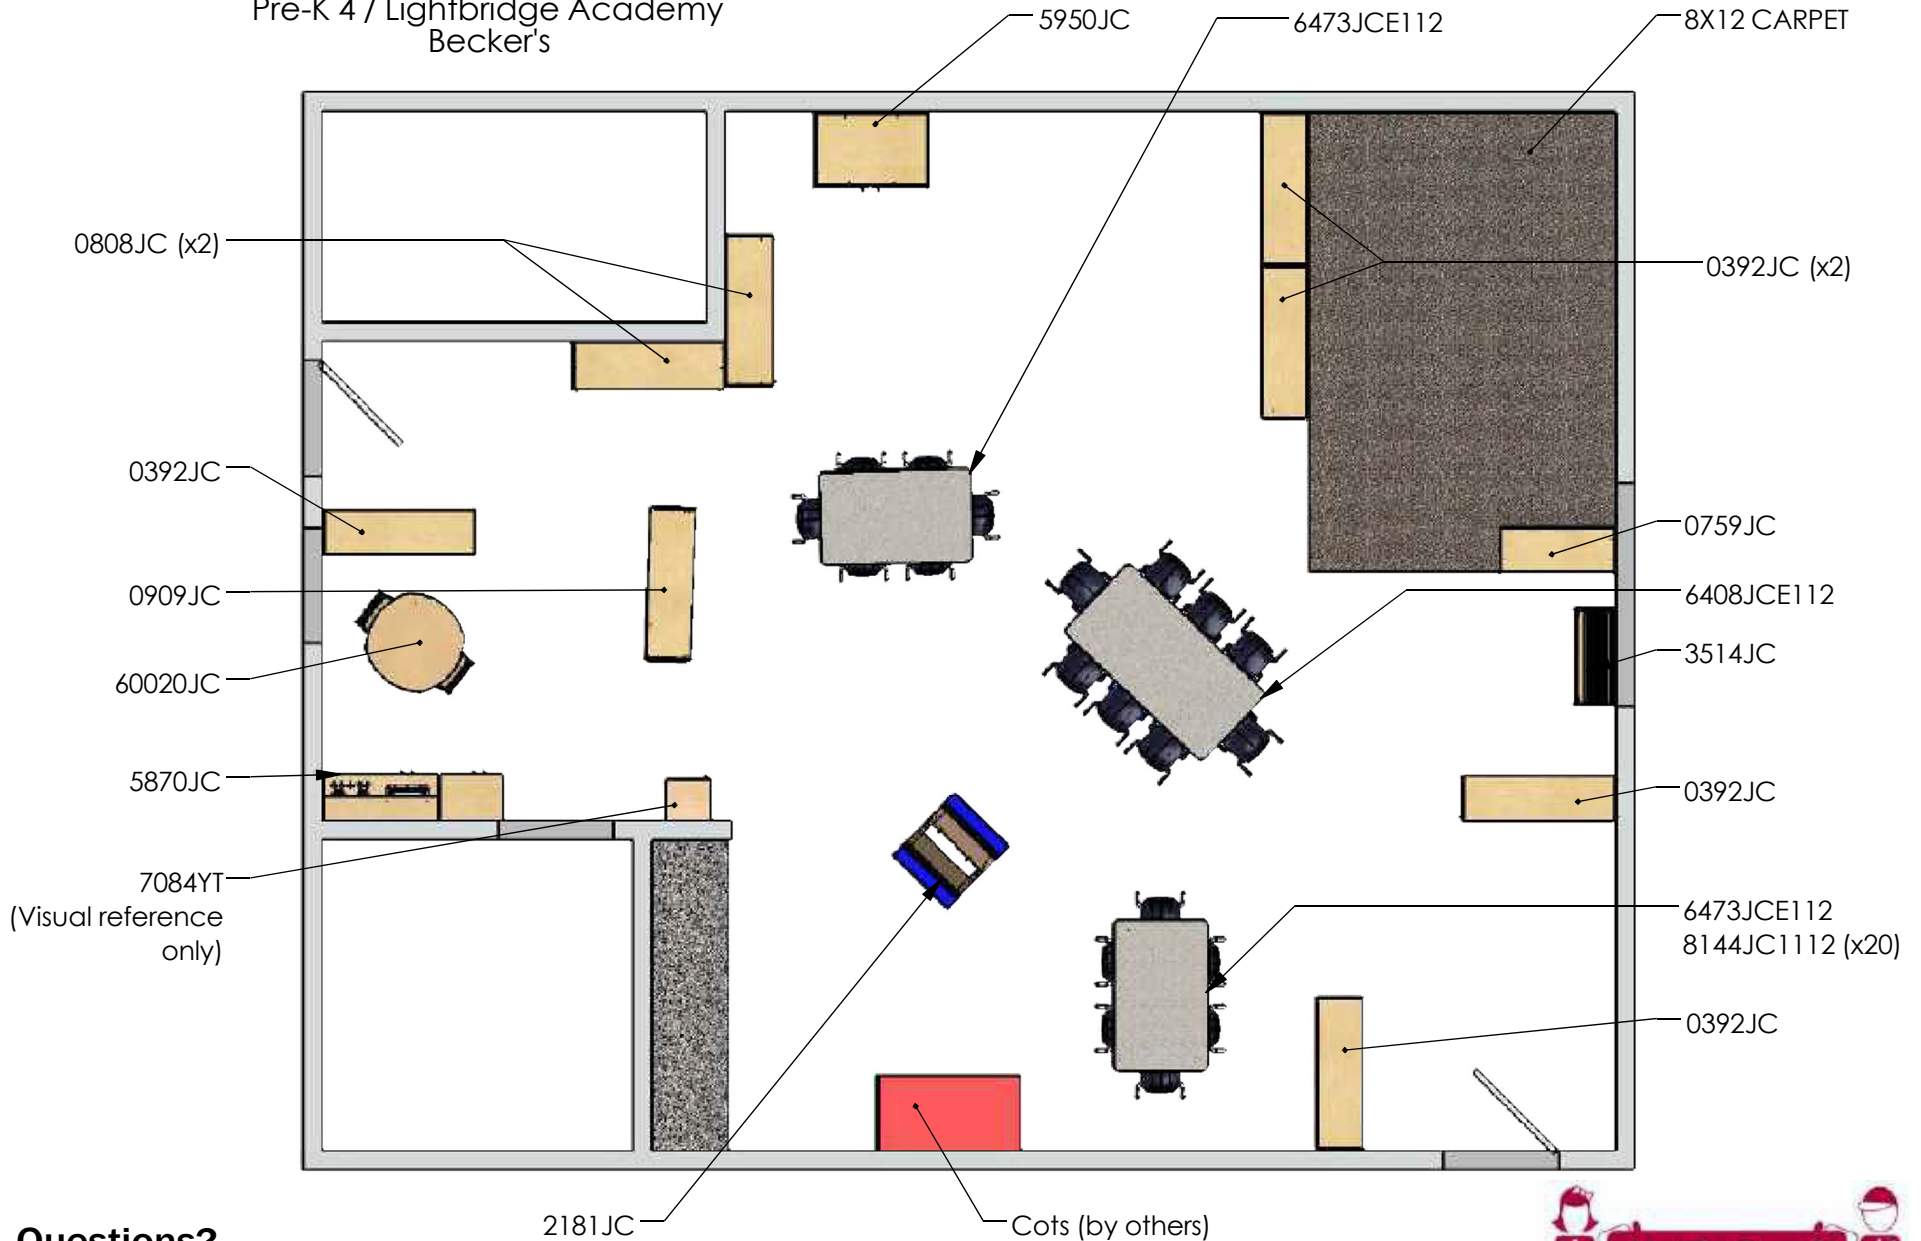 Pre-K 4 / Lightbridge Academy
Becker's
5950JC
6473JCE112
8X12 CARPET
0808JC (x2)
0392JC (x2)
0392JC
0759JC
0909JC
6408JCE112
3514JC
60020JC
5870JC
0392JC
7084YT
(Visual reference
only)
6473JCE112
8144JC1112 (x20)
0392JC
2181JC
Cots (by others)
Questions?